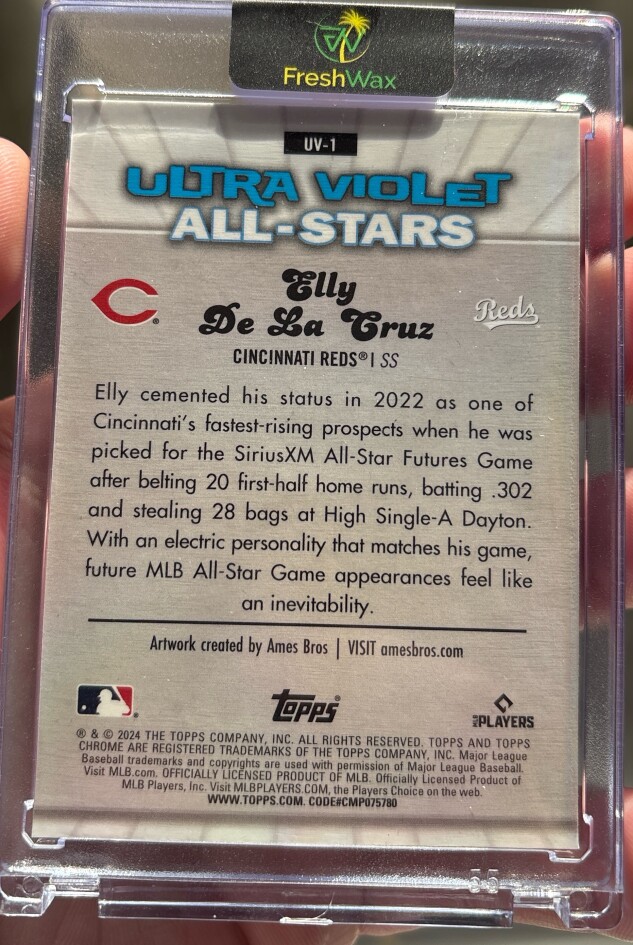 FreshWax
UV-1
ULTRA VIOLET
ALL-STARS
Elly
De La Cruz
Reds
CINCINNATI REDS® | SS
Elly cemented his status in 2022 as one of
Cincinnati's fastest-rising prospects when he was
picked for the SiriusXM All-Star Futures Game
after belting 20 first-half home runs, batting .302
and stealing 28 bags at High Single-A Dayton.
With an electric personality that matches his game,
future MLB All-Star Game appearances feel like
an inevitability.
Artwork created by Ames Bros | VISIT amesbros.com
topps®
MLB PLAYERS
® & © 2024 THE TOPPS COMPANY, INC. ALL RIGHTS RESERVED. TOPPS AND TOPPS
CHROME ARE REGISTERED TRADEMARKS OF THE TOPPS COMPANY, INC. Major League
Baseball trademarks and copyrights are used with permission of Major League Baseball.
Visit MLB.com. OFFICIALLY LICENSED PRODUCT OF MLB. Officially Licensed Product of
MLB Players, Inc. Visit MLBPLAYERS.COM, the Players Choice on the web.
WWW.TOPPS.COM. CODE#CMP075780
55